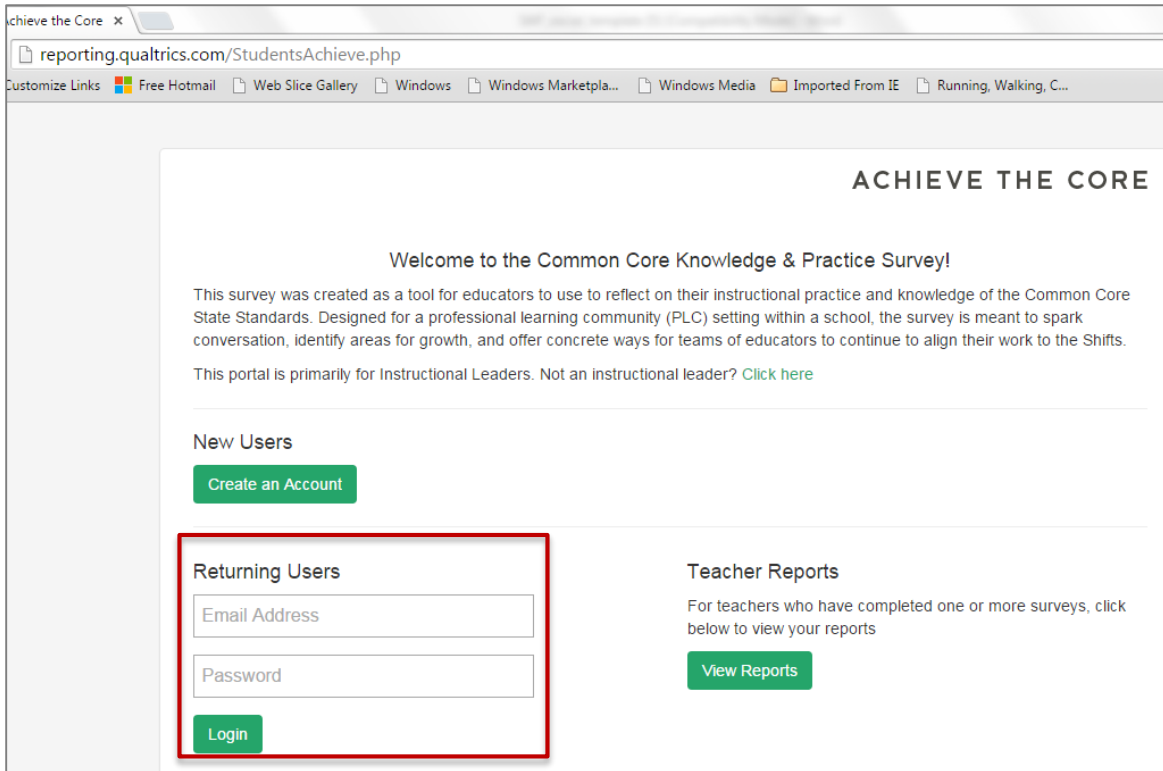 chieve the Core ×
reporting.qualtrics.com/StudentsAchieve.php
Customize Links Free Hotmail Web Slice Gallery Windows Windows Marketpla... Windows Media Imported From IE Running, Walking, C...
ACHIEVE THE CORE
Welcome to the Common Core Knowledge & Practice Survey!
This survey was created as a tool for educators to use to reflect on their instructional practice and knowledge of the Common Core
State Standards. Designed for a professional learning community (PLC) setting within a school, the survey is meant to spark
conversation, identify areas for growth, and offer concrete ways for teams of educators to continue to align their work to the Shifts.
This portal is primarily for Instructional Leaders. Not an instructional leader? Click here
New Users
Create an Account
Returning Users
Email Address
Password
Login
Teacher Reports
For teachers who have completed one or more surveys, click
below to view your reports
View Reports